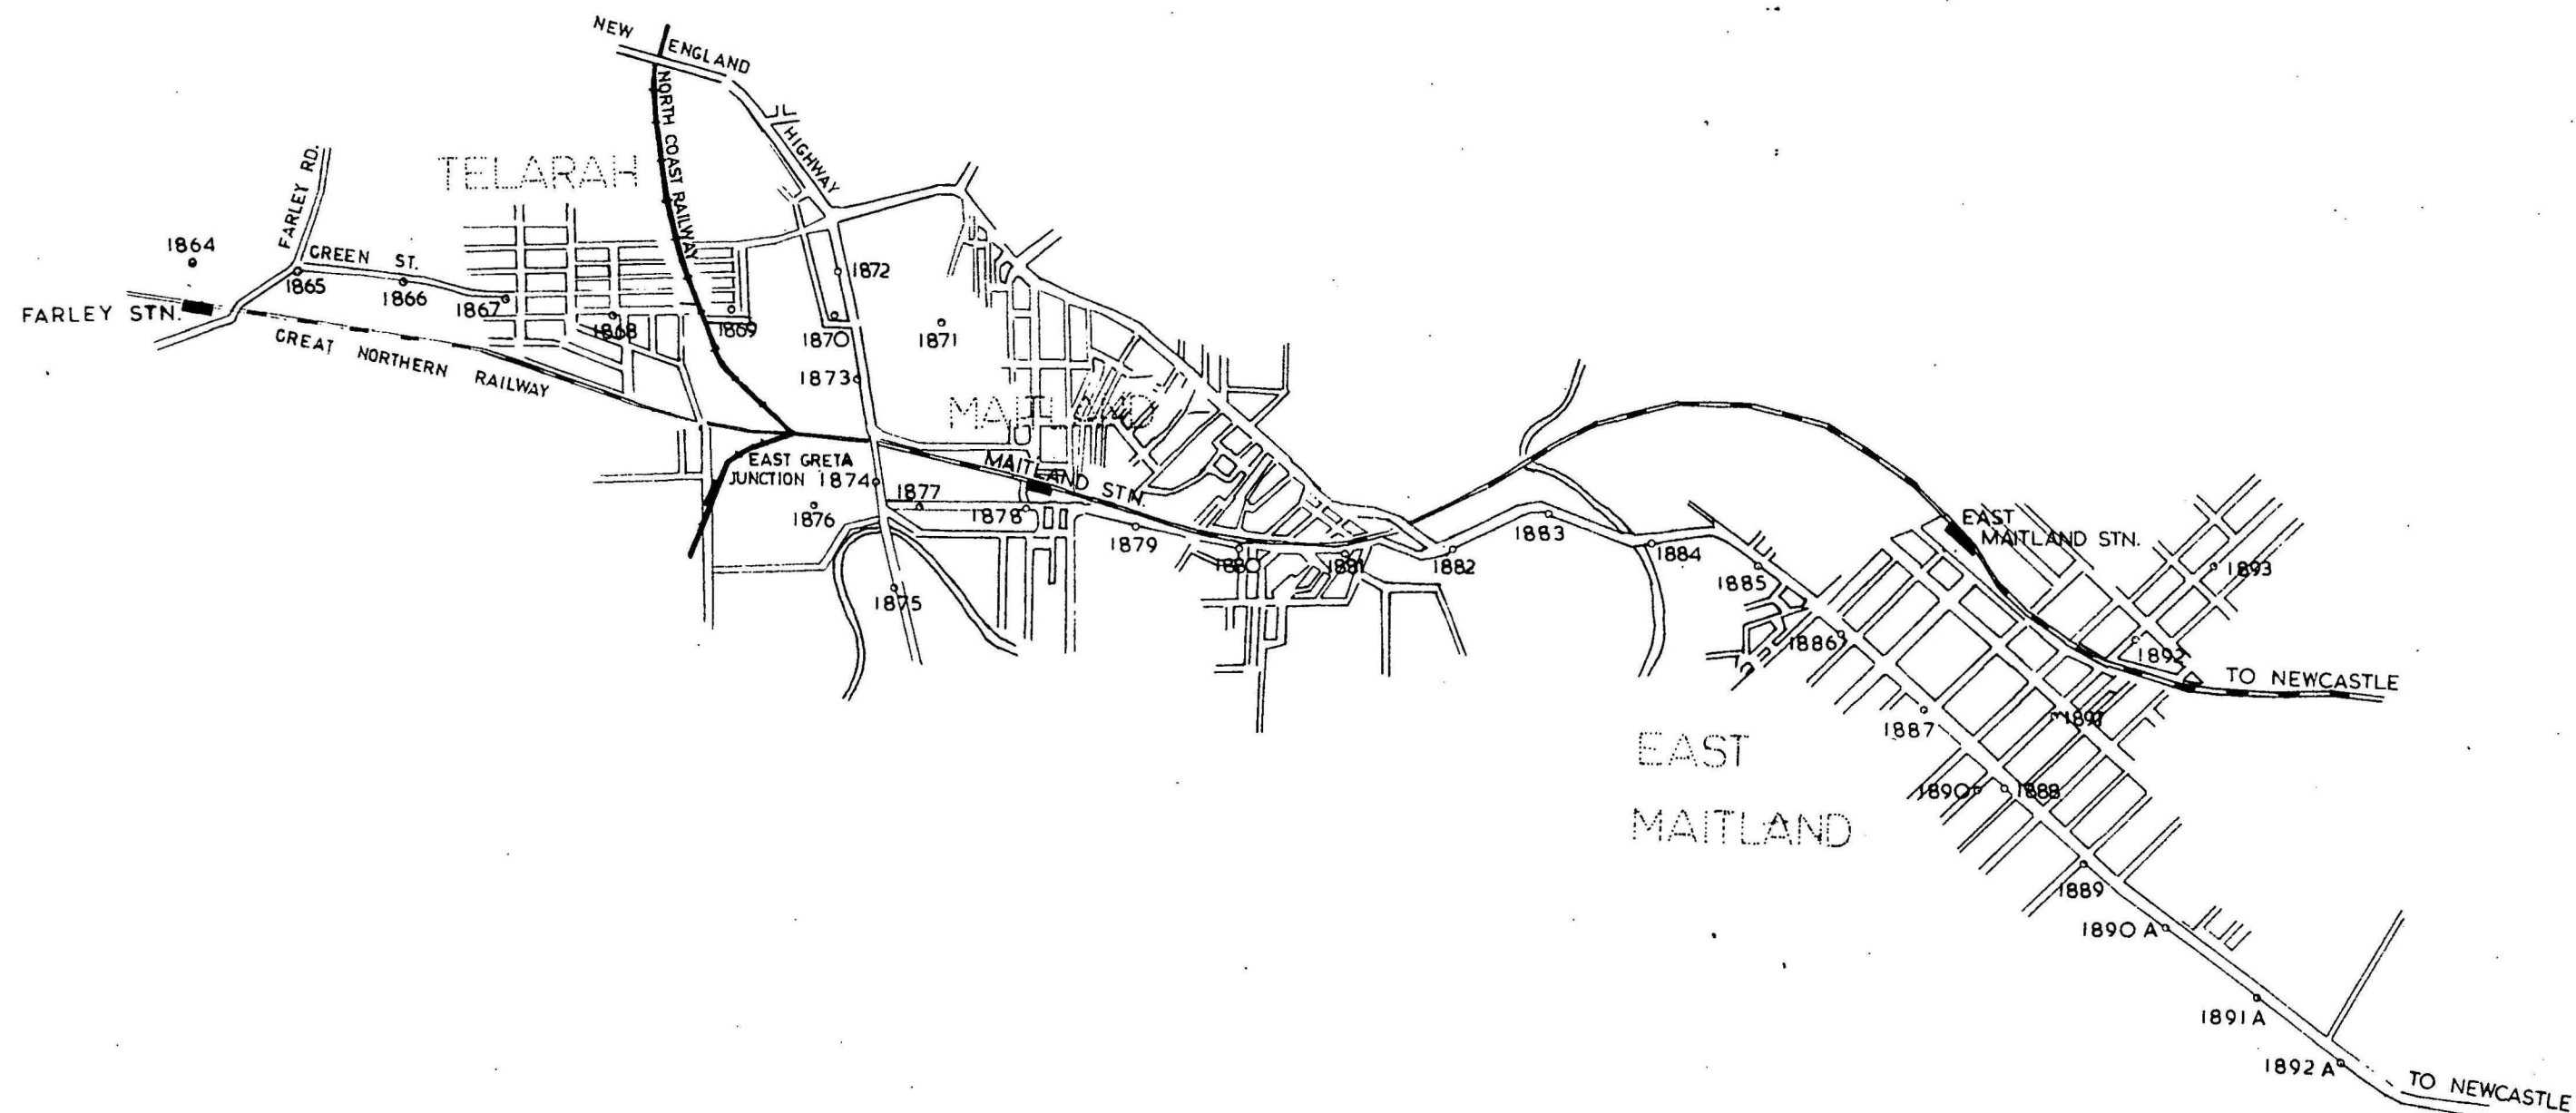 NEW ENGLAND HIGHWAY
NORTH COAST RAILWAY
TELARAH
FARLEY RD.
GREEN ST.
1864
1865
1866
1867
1868
1869
1870
1871
1872
1873
FARLEY STN.
GREAT NORTHERN RAILWAY
MAITLAND
EAST GRETA
JUNCTION
1874
1875
1876
1877
1878
MAITLAND STN.
1879
1880
1881
1882
1883
1884
1885
1886
1887
1888
1889
1890
1891
1892
1893
EAST
MAITLAND STN.
TO NEWCASTLE
EAST
MAITLAND
1890 A
1891 A
1892 A
TO NEWCASTLE